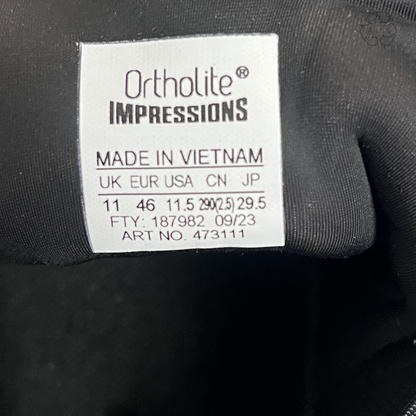 Ortholite®
IMPRESSIONS
MADE IN VIETNAM
UK EUR USA CN JP
11 46 11.5 290(2.5) 29.5
FTY: 187982 09/23
ART NO. 473111